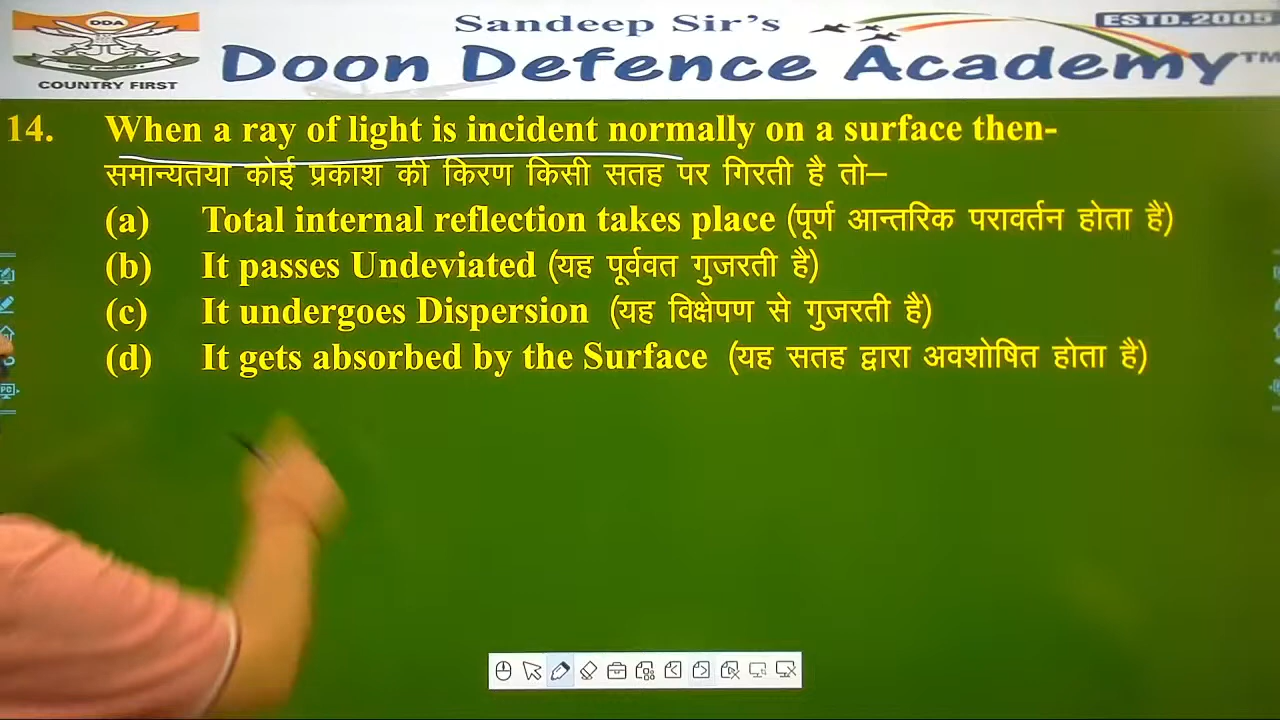 Sandeep Sir's
ESTD.2005
DDA
Doon Defence Academy™
COUNTRY FIRST
14. When a ray of light is incident normally on a surface then-
समान्यतया कोई प्रकाश की किरण किसी सतह पर गिरती है तो–
(a) Total internal reflection takes place (पूर्ण आन्तरिक परावर्तन होता है)
(b) It passes Undeviated (यह पूर्ववत गुजरती है)
(c) It undergoes Dispersion (यह विक्षेपण से गुजरती है)
(d) It gets absorbed by the Surface (यह सतह द्वारा अवशोषित होता है)